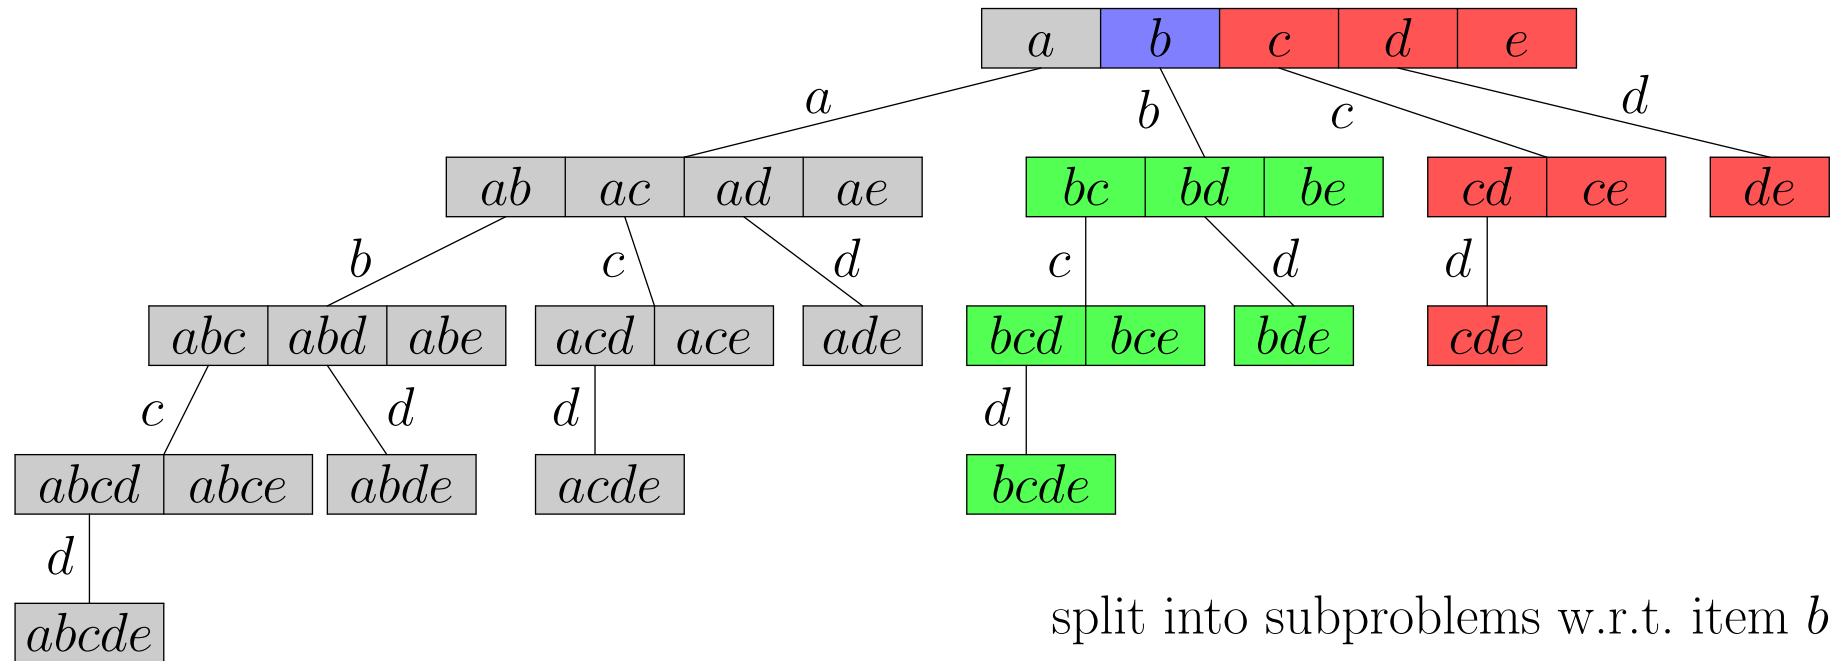 a b c d e
a b c d
ab ac ad ae bc bd be cd ce de
b c d c d d
abc abd abe acd ace ade bcd bce bde cde
c d d d
abcd abce abde acde bcde
d
abcde
split into subproblems w.r.t. item b